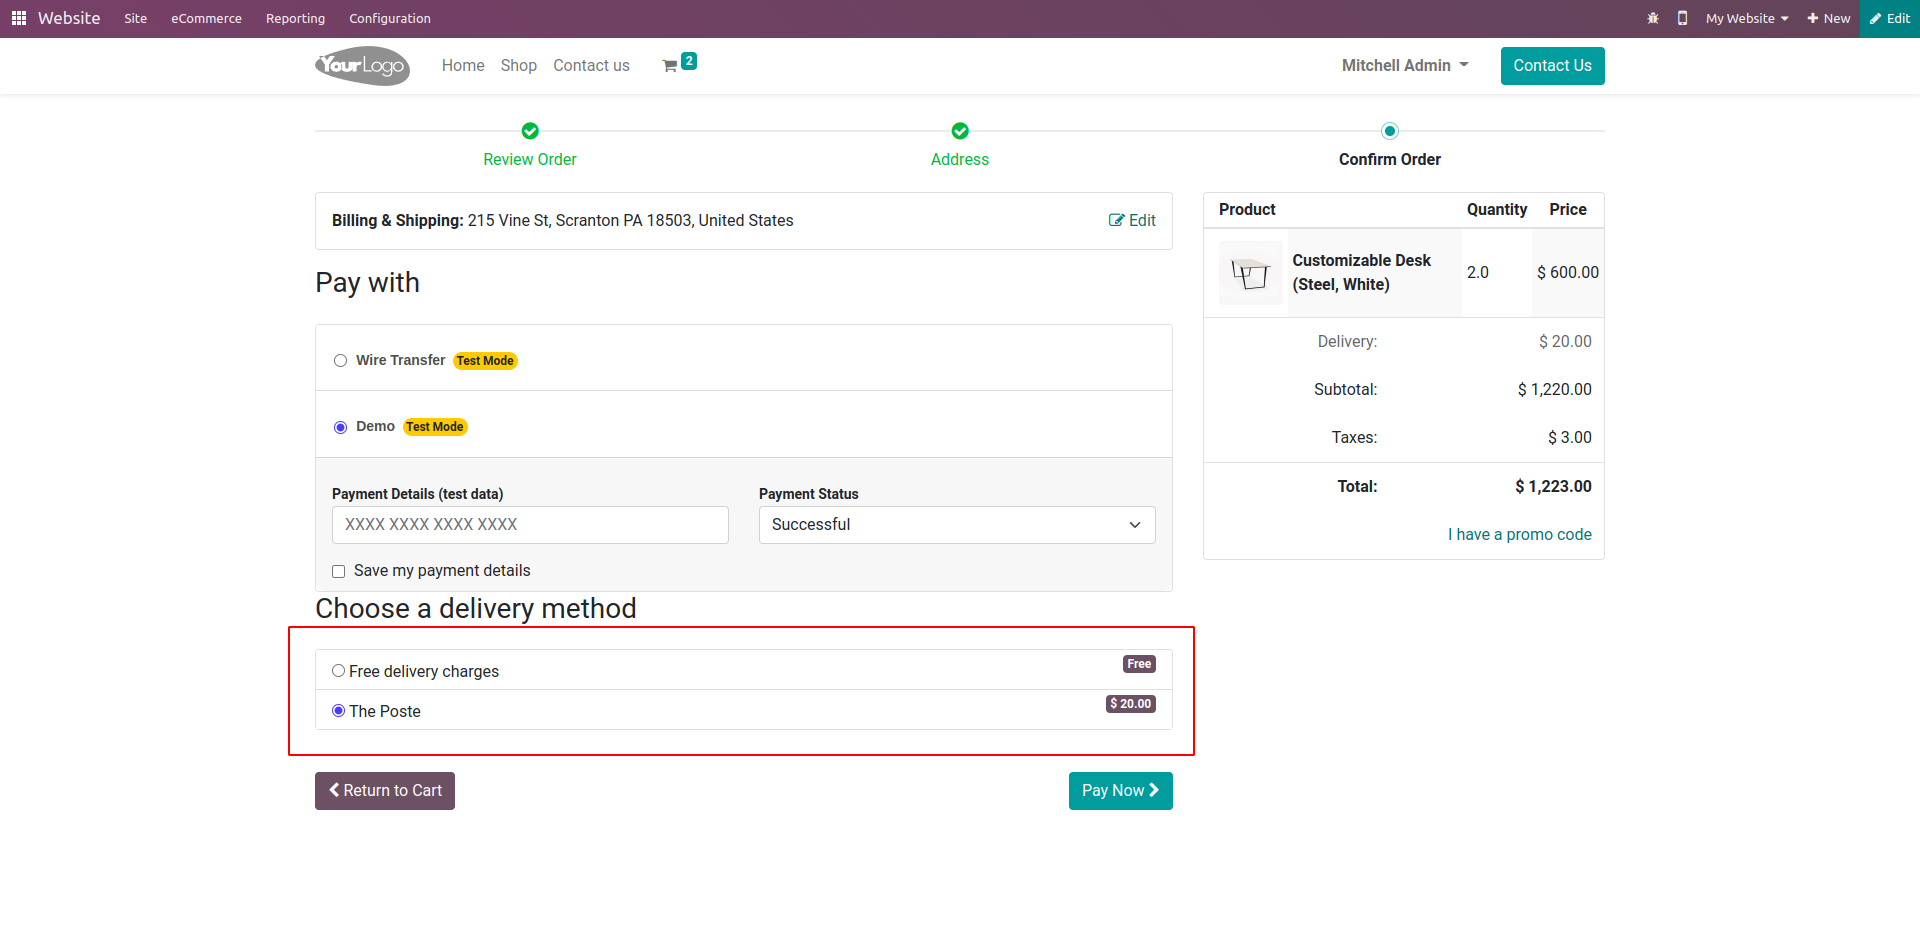 Website Site eCommerce Reporting Configuration My Website New Edit
YourLogo Home Shop Contact us 2 Mitchell Admin Contact Us
Review Order Address Confirm Order
Billing & Shipping: 215 Vine St, Scranton PA 18503, United States Edit
Pay with
Wire Transfer Test Mode
Demo Test Mode
Payment Details (test data) Payment Status
XXXX XXXX XXXX XXXX Successful
Save my payment details
Choose a delivery method
Free delivery charges Free
The Poste $ 20.00
Return to Cart Pay Now
Product Quantity Price
Customizable Desk
(Steel, White) 2.0 $ 600.00
Delivery: $ 20.00
Subtotal: $ 1,220.00
Taxes: $ 3.00
Total: $ 1,223.00
I have a promo code